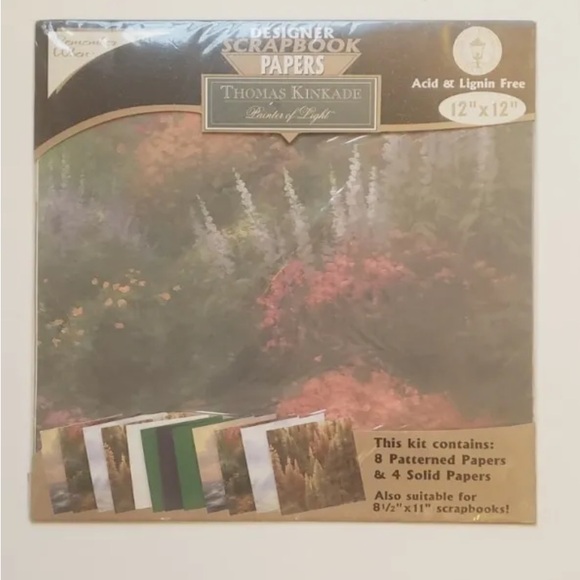 DESIGNER
SCRAPBOOK
PAPERS
THOMAS KINKADE
Painter of Light™
Acid & Lignin Free
12"x12"
This kit contains:
8 Patterned Papers
& 4 Solid Papers
Also suitable for
8½"x11" scrapbooks!